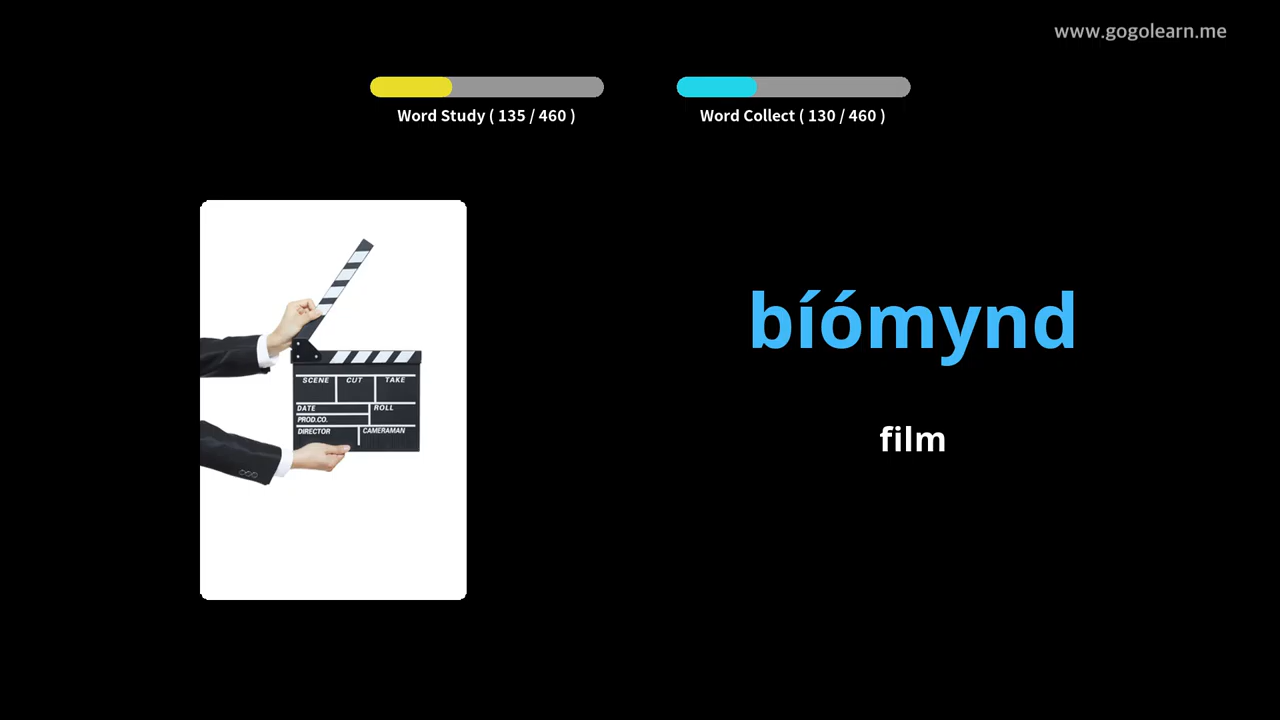 www.gogolearn.me
Word Study ( 135 / 460 )
Word Collect ( 130 / 460 )
SCENE CUT TAKE
DATE ROLL
PROD.CO.
DIRECTOR CAMERAMAN
bíómynd
film